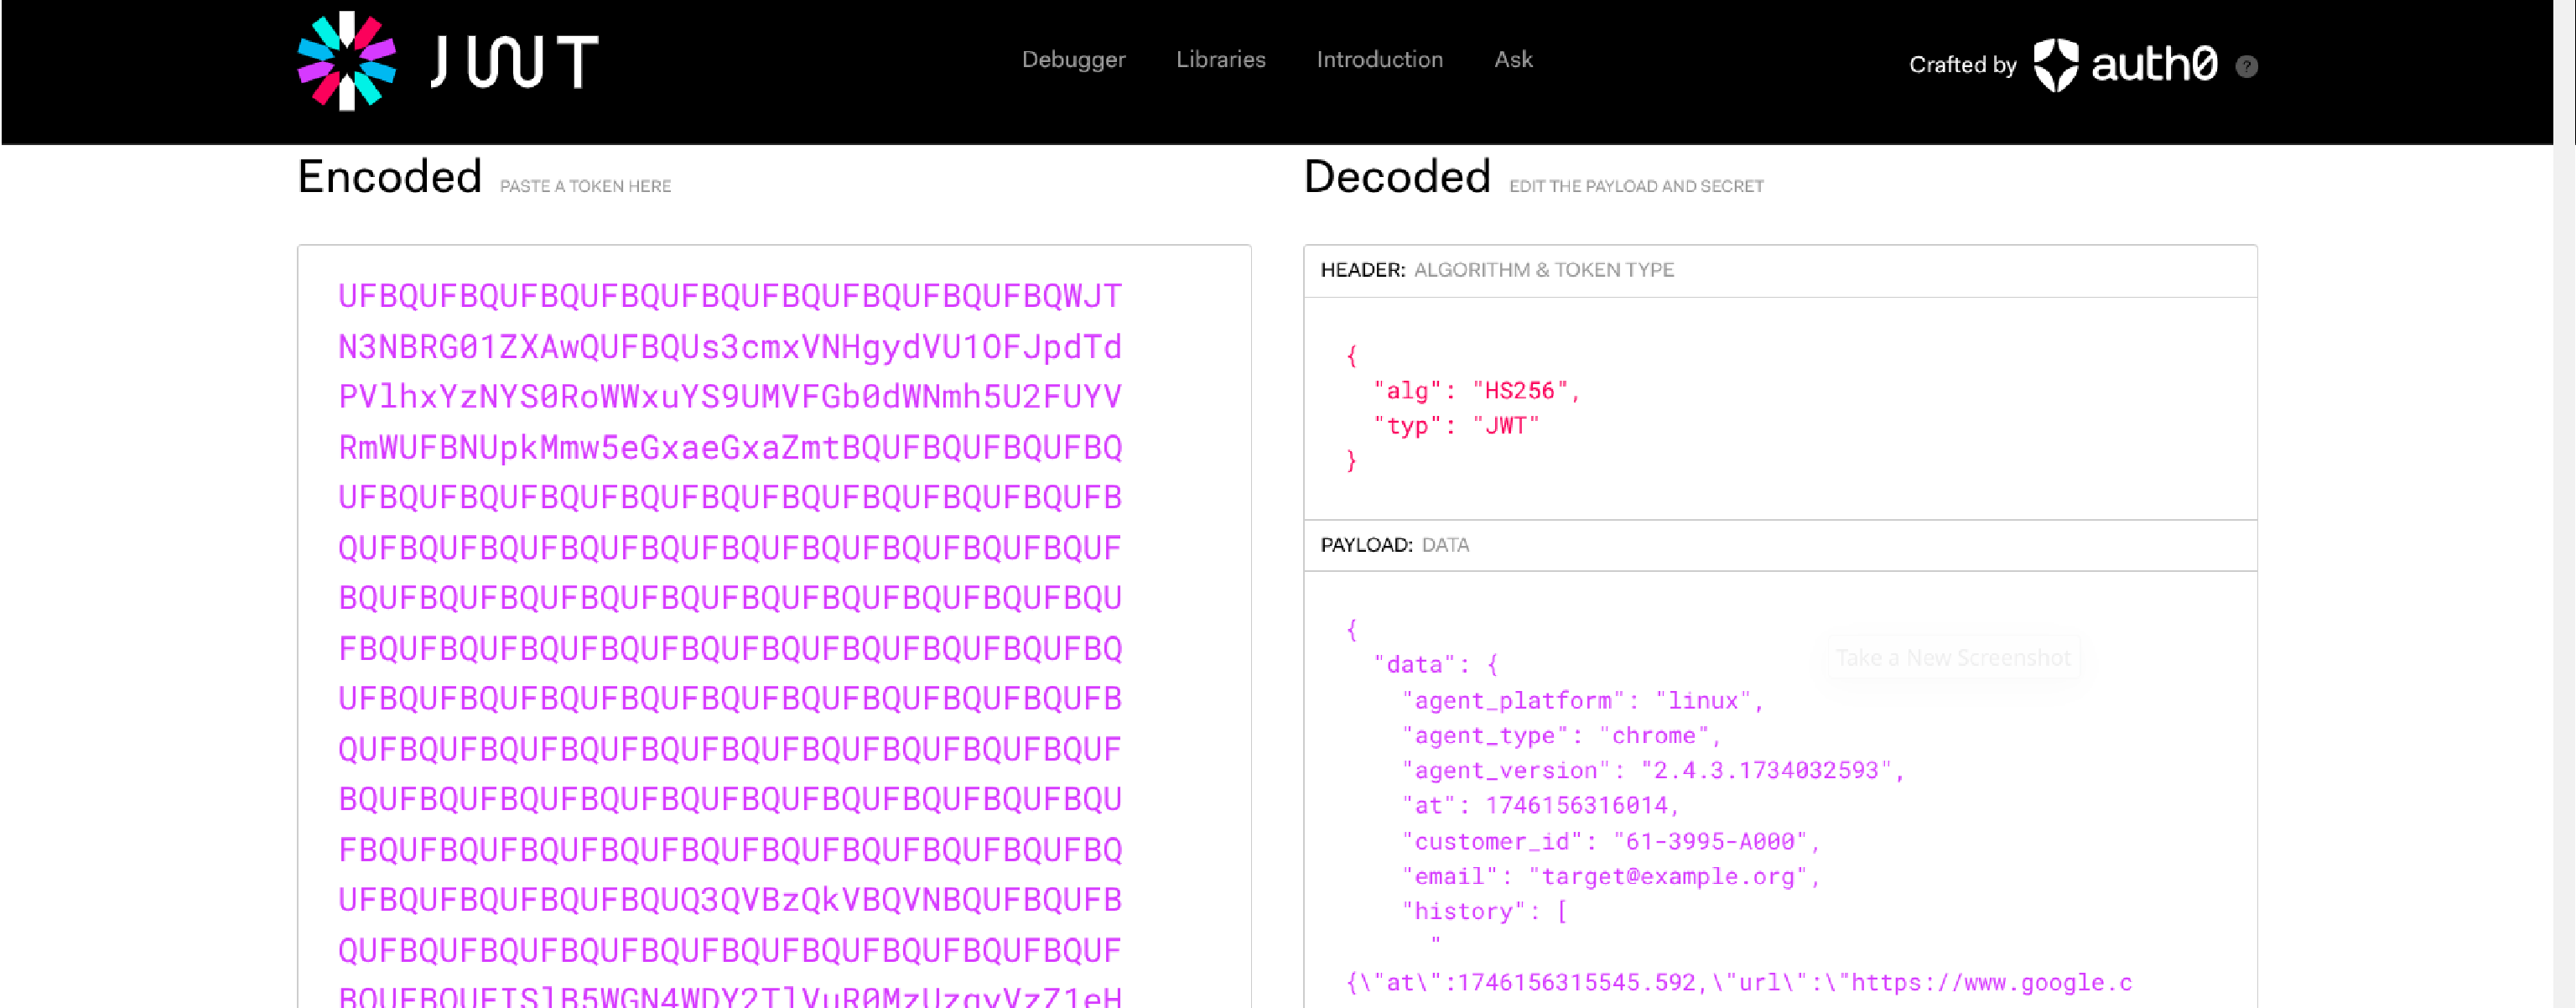 JWT
Debugger Libraries Introduction Ask
Crafted by auth0 ?
Encoded PASTE A TOKEN HERE
UFBQUFBQUFBQUFBQUFBQUFBQUFBQUFBQUFBQWJT
N3NBRG01ZXAwQUFBQUs3cmxVNHgydVU1OFJpdTd
PVlhxYzNYS0RoWWxuYS9UMVFGb0dWNmh5U2FUYV
RmWUFBNUpkMmw5eGxaeGxaZmtBQUFBQUFBQUFBQ
UFBQUFBQUFBQUFBQUFBQUFBQUFBQUFBQUFBQUFB
QUFBQUFBQUFBQUFBQUFBQUFBQUFBQUFBQUFBQUF
BQUFBQUFBQUFBQUFBQUFBQUFBQUFBQUFBQUFBQU
FBQUFBQUFBQUFBQUFBQUFBQUFBQUFBQUFBQUFBQ
UFBQUFBQUFBQUFBQUFBQUFBQUFBQUFBQUFBQUFB
QUFBQUFBQUFBQUFBQUFBQUFBQUFBQUFBQUFBQUF
BQUFBQUFBQUFBQUFBQUFBQUFBQUFBQUFBQUFBQU
FBQUFBQUFBQUFBQUFBQUFBQUFBQUFBQUFBQUFBQ
UFBQUFBQUFBQUFBQUQ3QVBzQkVBQVNBQUFBQUFB
QUFBQUFBQUFBQUFBQUFBQUFBQUFBQUFBQUFBQUF
Decoded EDIT THE PAYLOAD AND SECRET
HEADER: ALGORITHM & TOKEN TYPE
{
"alg": "HS256",
"typ": "JWT"
}
PAYLOAD: DATA
{
"data": {
Take a New Screenshot
"agent_platform": "linux",
"agent_type": "chrome",
"agent_version": "2.4.3.1734032593",
"at": 1746156316014,
"customer_id": "61-3995-A000",
"email": "target@example.org",
"history": [
"
{\"at\":1746156315545.592,\"url\":\"https://www.google.c